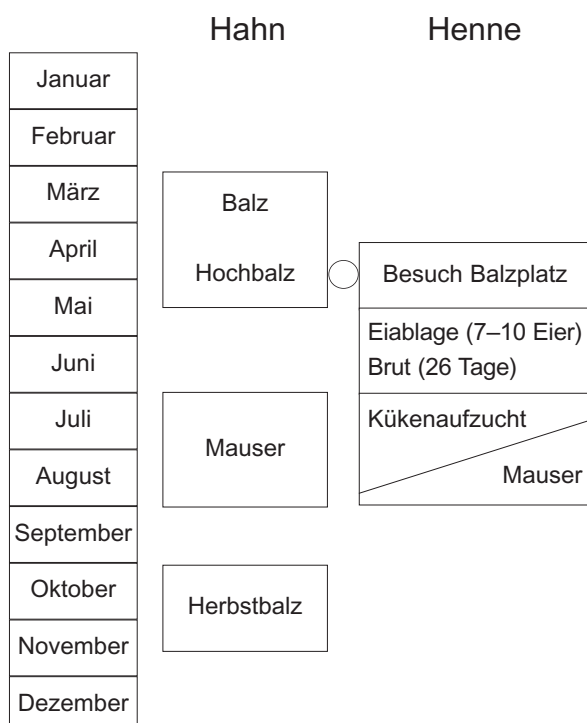 Hahn
Henne
Januar
Februar
März
April
Mai
Juni
Juli
August
September
Oktober
November
Dezember
Balz
Hochbalz
Mauser
Herbstbalz
Besuch Balzplatz
Eiablage (7–10 Eier)
Brut (26 Tage)
Kükenaufzucht
Mauser